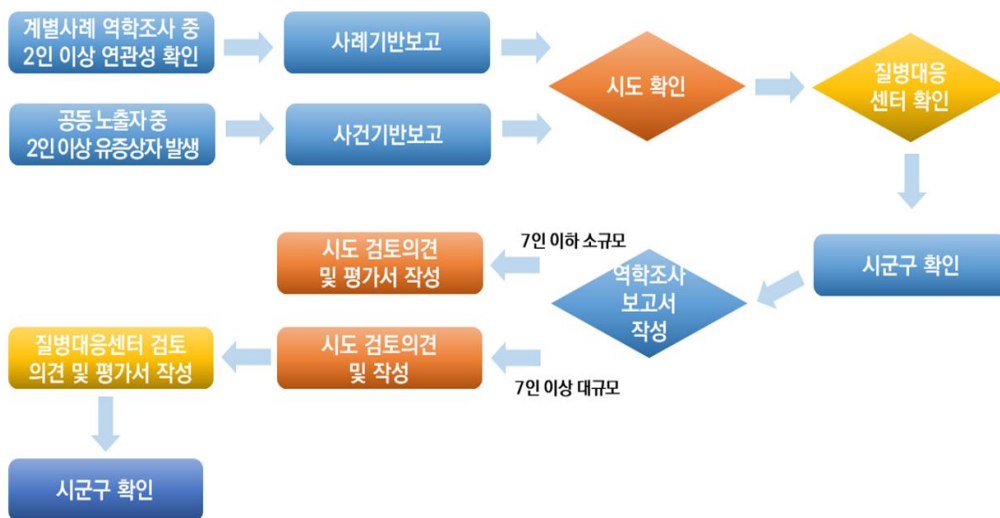 계별사례 역학조사 중
2인 이상 연관성 확인
사례기반보고
시도 확인
질병대응
센터 확인
공동 노출자 중
2인 이상 유증상자 발생
사건기반보고
시군구 확인
7인 이하 소규모
시도 검토의견
및 평가서 작성
역학조사
보고서
작성
7인 이상 대규모
시도 검토의견
및 작성
질병대응센터 검토
의견 및 평가서 작성
시군구 확인